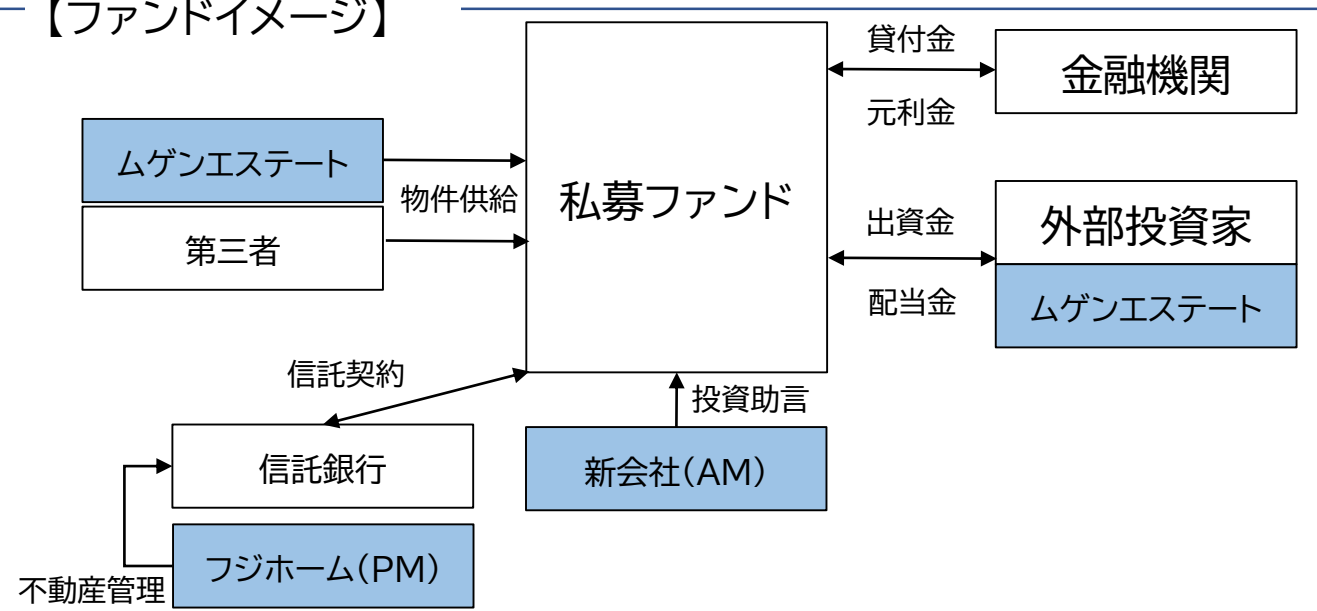 【ファンドイメージ】
ムゲンエステート
第三者
物件供給
私募ファンド
貸付金
元利金
金融機関
出資金
配当金
外部投資家
ムゲンエステート
信託契約
信託銀行
フジホーム(PM)
不動産管理
投資助言
新会社(AM)